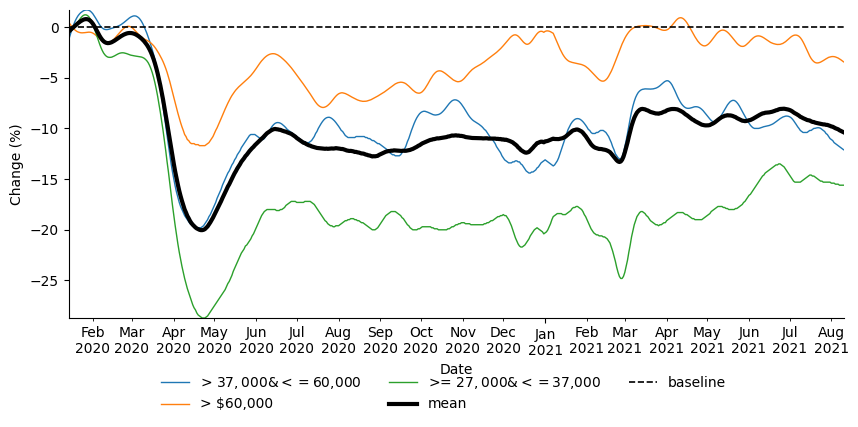 0
−5
−10
−15
−20
−25
Change (%)
Feb 2020
Mar 2020
Apr 2020
May 2020
Jun 2020
Jul 2020
Aug 2020
Sep 2020
Oct 2020
Nov 2020
Dec 2020
Jan 2021
Feb 2021
Mar 2021
Apr 2021
May 2021
Jun 2021
Jul 2021
Aug 2021
Date
> 37,000&<=60,000
> $60,000
>= 27,000&<=37,000
mean
baseline